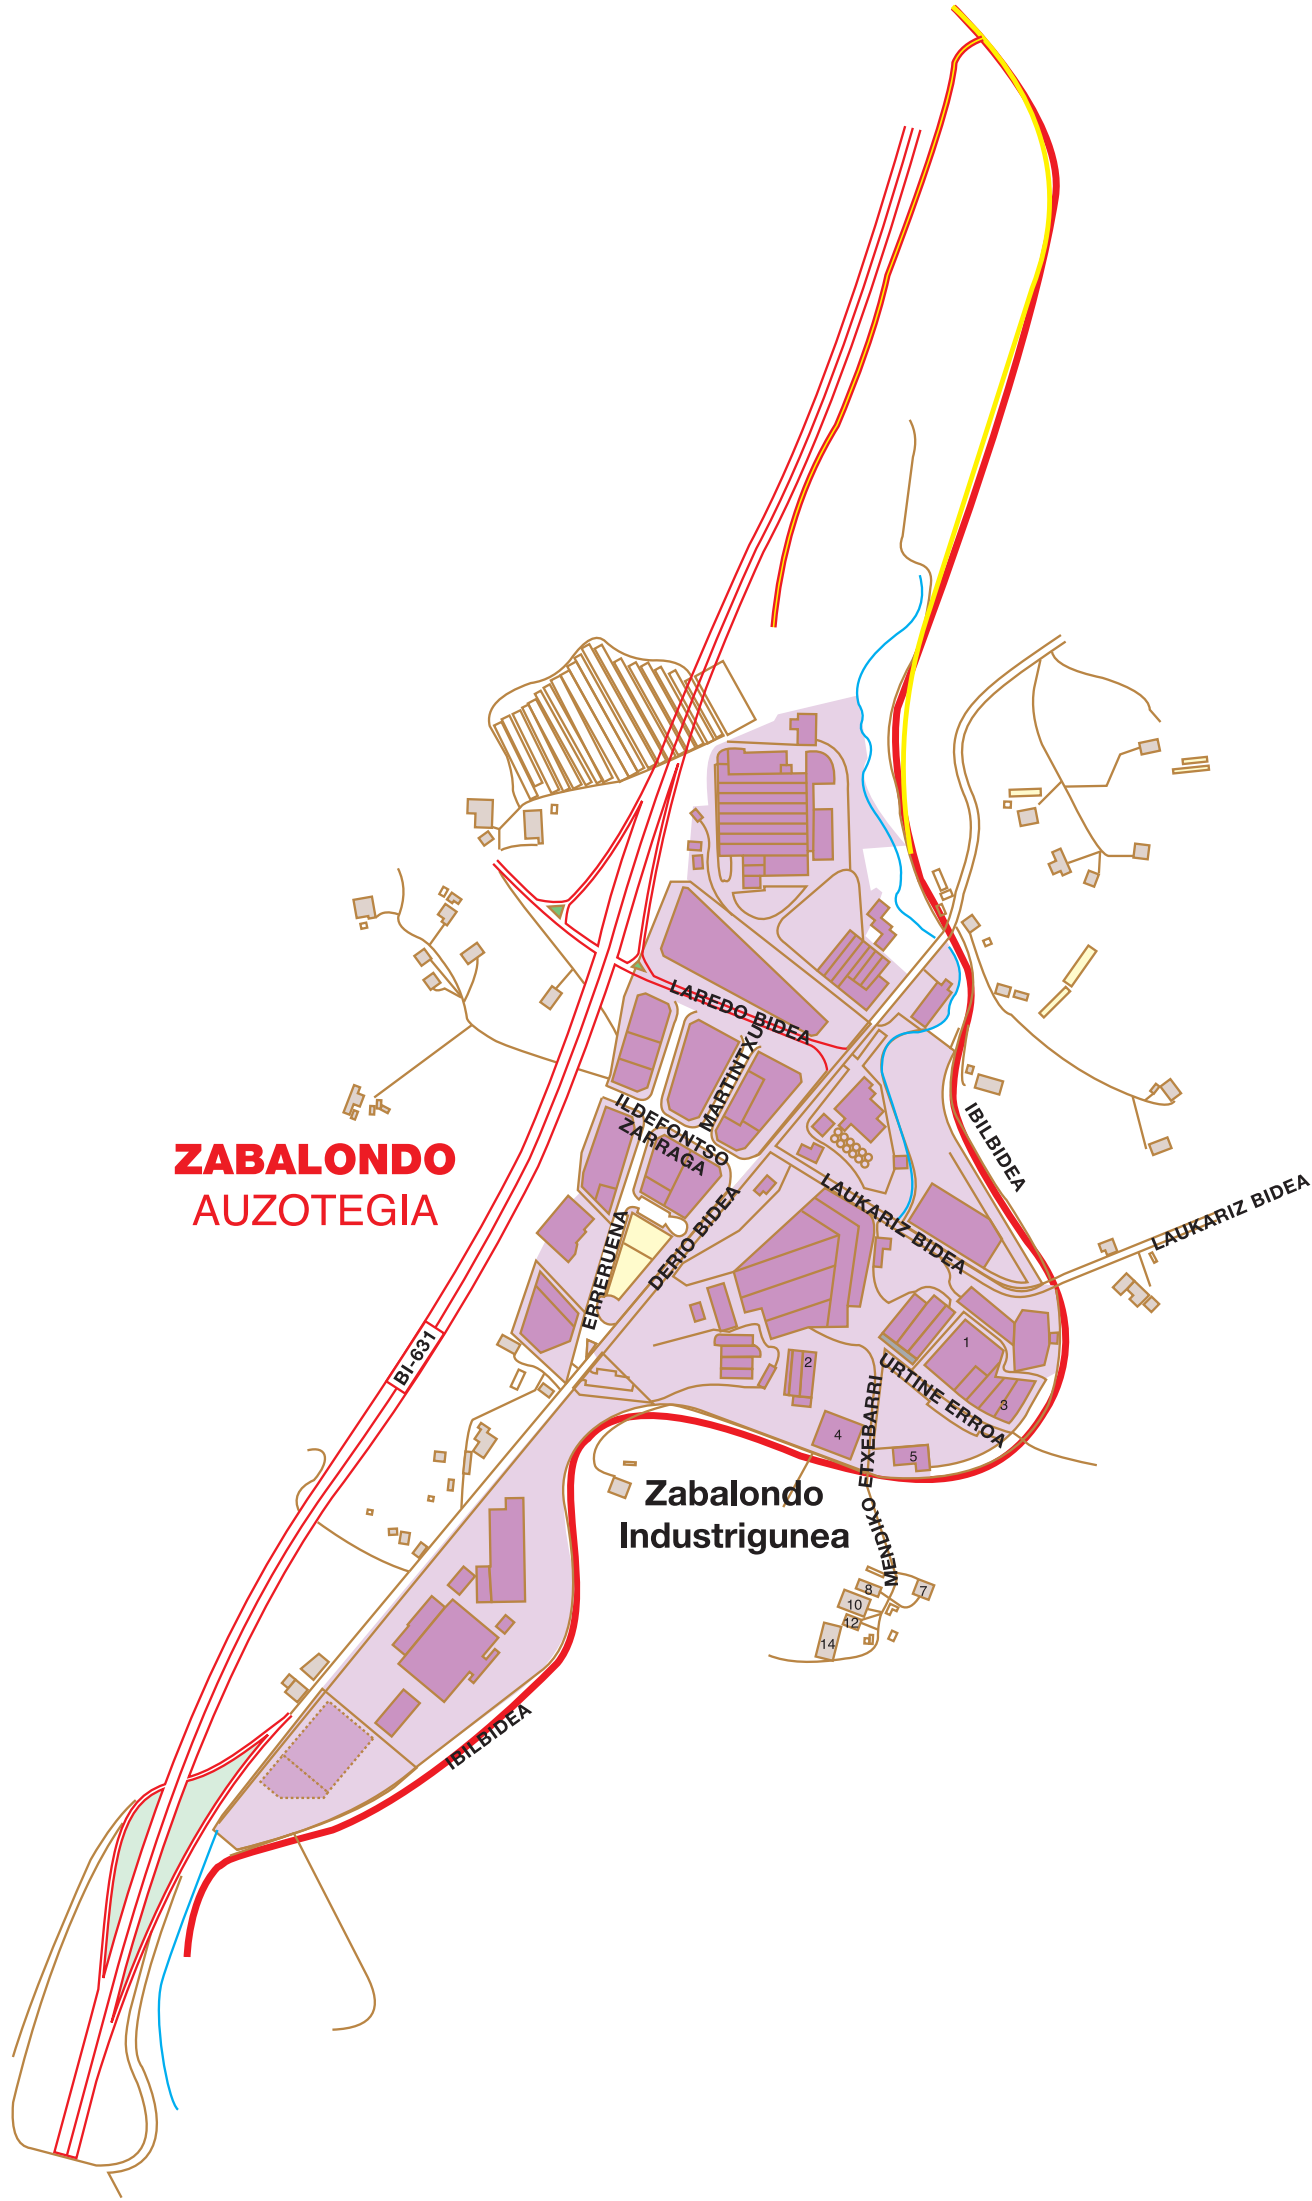 LAREDO BIDEA
MARTINTXU
ILDEFONTSO
ZARRAGA
IBILBIDEA
ZABALONDO
AUZOTEGIA
LAUKARIZ BIDEA
LAUKARIZ BIDEA
DERIO BIDEA
ERRERUENA
BI-631
1
2
URTINE ERROA
3
4
5
MENDIKO ETXEBARRI
Zabalondo
Industrigunea
7
8
10
12
14
IBILBIDEA